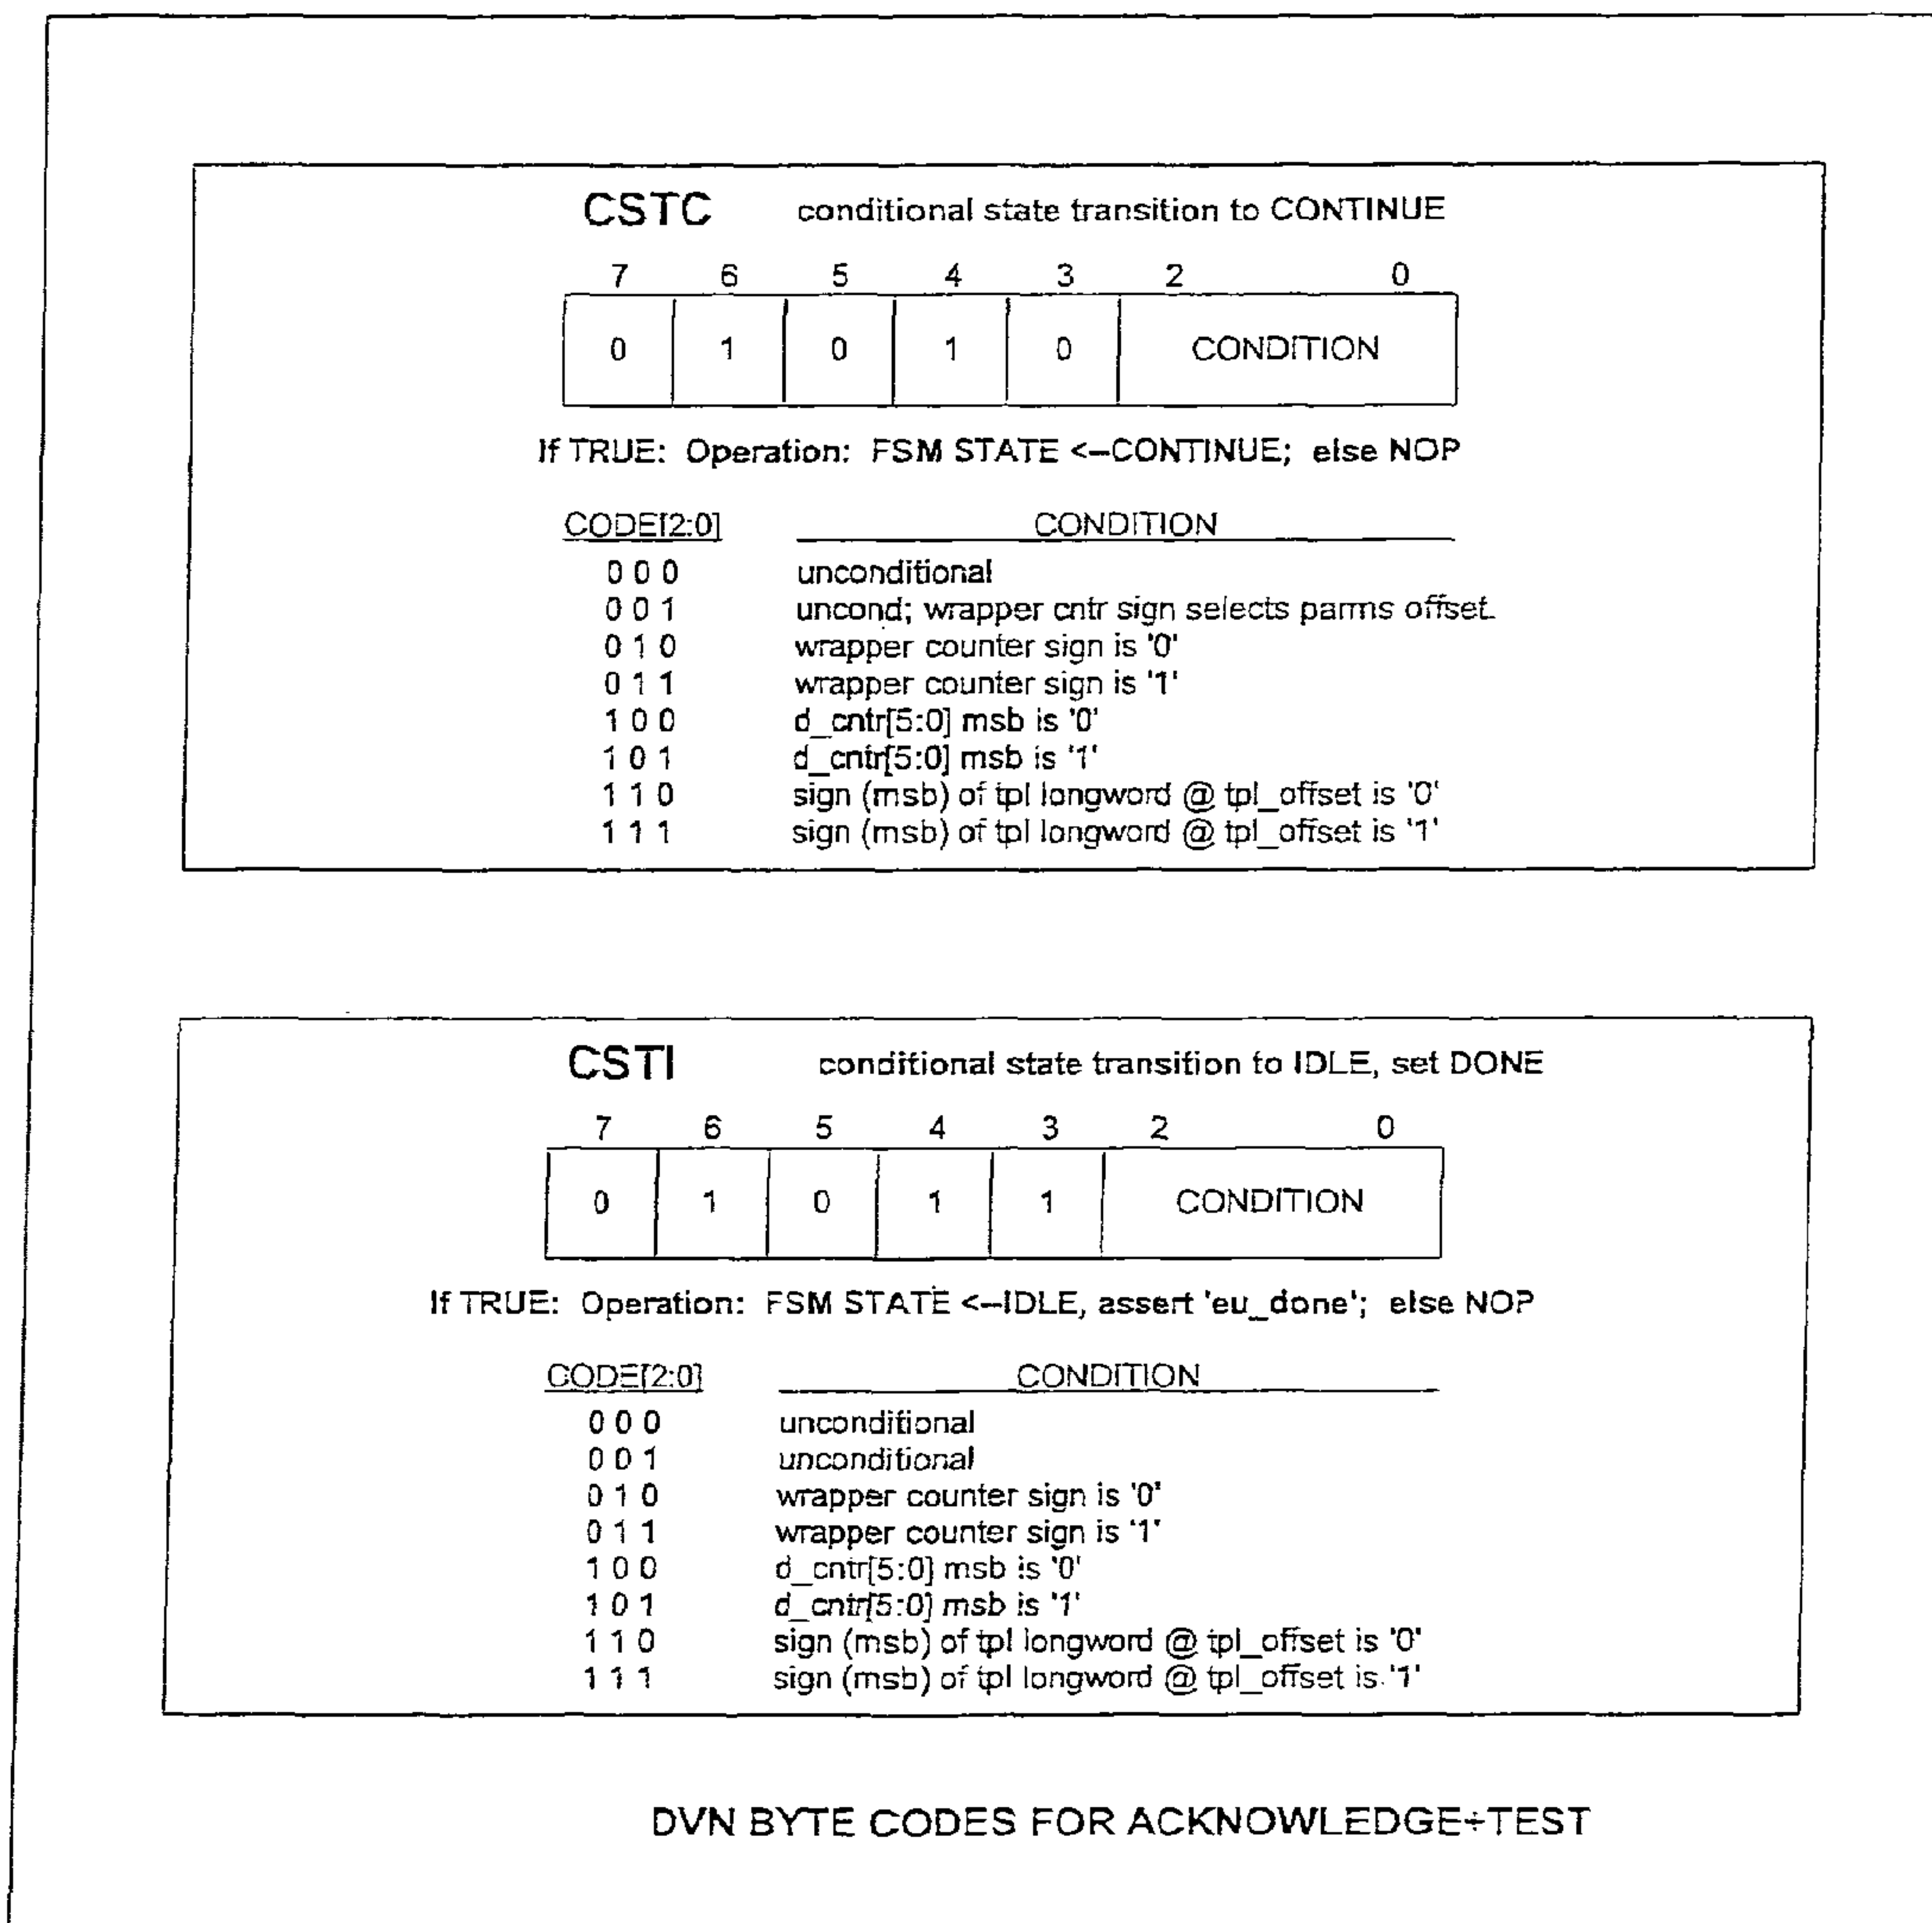 CSTC conditional state transition to CONTINUE
7 6 5 4 3 2 0
0 1 0 1 0 CONDITION
If TRUE: Operation: FSM STATE <–CONTINUE; else NOP
CODE[2:0] CONDITION
0 0 0 unconditional
0 0 1 uncond; wrapper cntr sign selects parms offset.
0 1 0 wrapper counter sign is '0'
0 1 1 wrapper counter sign is '1'
1 0 0 d_cntr[5:0] msb is '0'
1 0 1 d_cntr[5:0] msb is '1'
1 1 0 sign (msb) of tpl longword @ tpl_offset is '0'
1 1 1 sign (msb) of tpl longword @ tpl_offset is '1'
CSTI conditional state transition to IDLE, set DONE
7 6 5 4 3 2 0
0 1 0 1 1 CONDITION
If TRUE: Operation: FSM STATE <–IDLE, assert 'eu_done'; else NOP
CODE[2:0] CONDITION
0 0 0 unconditional
0 0 1 unconditional
0 1 0 wrapper counter sign is '0'
0 1 1 wrapper counter sign is '1'
1 0 0 d_cntr[5:0] msb is '0'
1 0 1 d_cntr[5:0] msb is '1'
1 1 0 sign (msb) of tpl longword @ tpl_offset is '0'
1 1 1 sign (msb) of tpl longword @ tpl_offset is '1'
DVN BYTE CODES FOR ACKNOWLEDGE+TEST